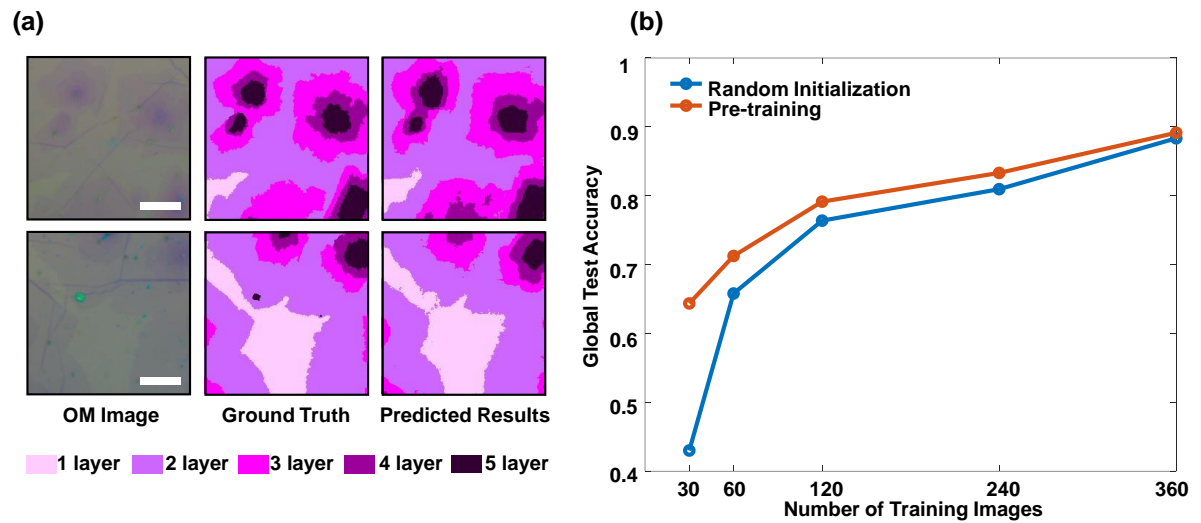 (a)
OM Image
Ground Truth
Predicted Results
1 layer
2 layer
3 layer
4 layer
5 layer
(b)
Random Initialization
Pre-training
Global Test Accuracy
1
0.9
0.8
0.7
0.6
0.5
0.4
30
60
120
240
360
Number of Training Images